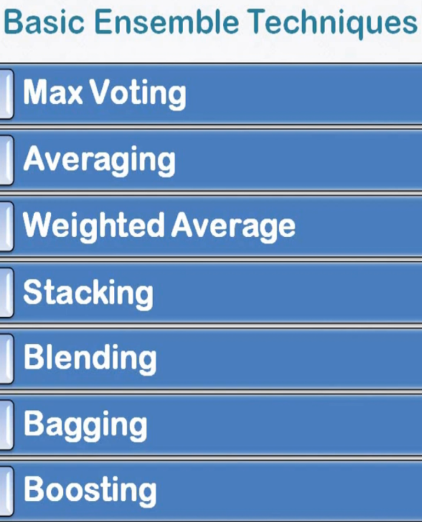 Basic Ensemble Techniques
Max Voting
Averaging
Weighted Average
Stacking
Blending
Bagging
Boosting